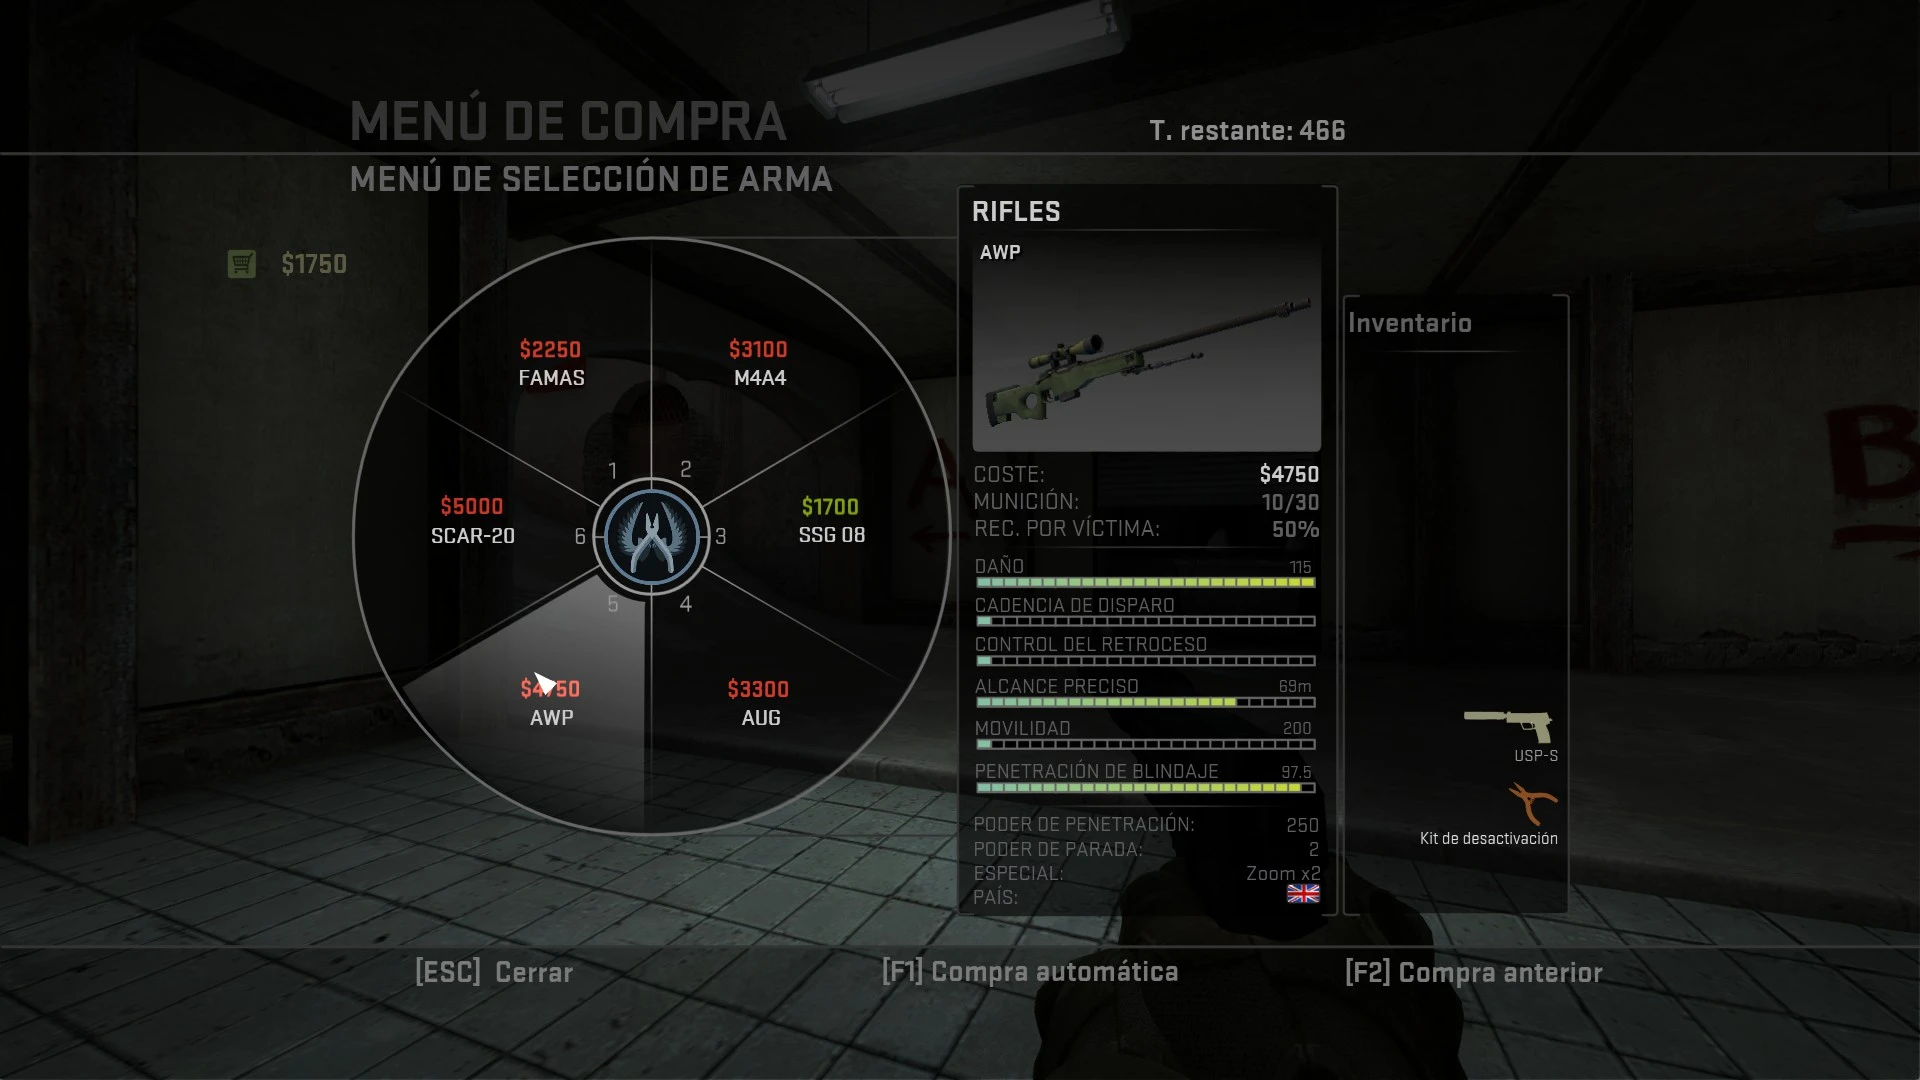 MENÚ DE COMPRA
T. restante: 466
MENÚ DE SELECCIÓN DE ARMA
$1750
$2250
FAMAS
$3100
M4A4
$5000
SCAR-20
$1700
SSG 08
$4750
AWP
$3300
AUG
1
2
3
4
5
6
RIFLES
AWP
COSTE: $4750
MUNICIÓN: 10/30
REC. POR VÍCTIMA: 50%
DAÑO 115
CADENCIA DE DISPARO
CONTROL DEL RETROCESO
ALCANCE PRECISO 69m
MOVILIDAD 200
PENETRACIÓN DE BLINDAJE 97.5
PODER DE PENETRACIÓN: 250
PODER DE PARADA: 2
ESPECIAL: Zoom x2
PAÍS:
Inventario
USP-S
Kit de desactivación
A
B
[ESC] Cerrar
[F1] Compra automática
[F2] Compra anterior